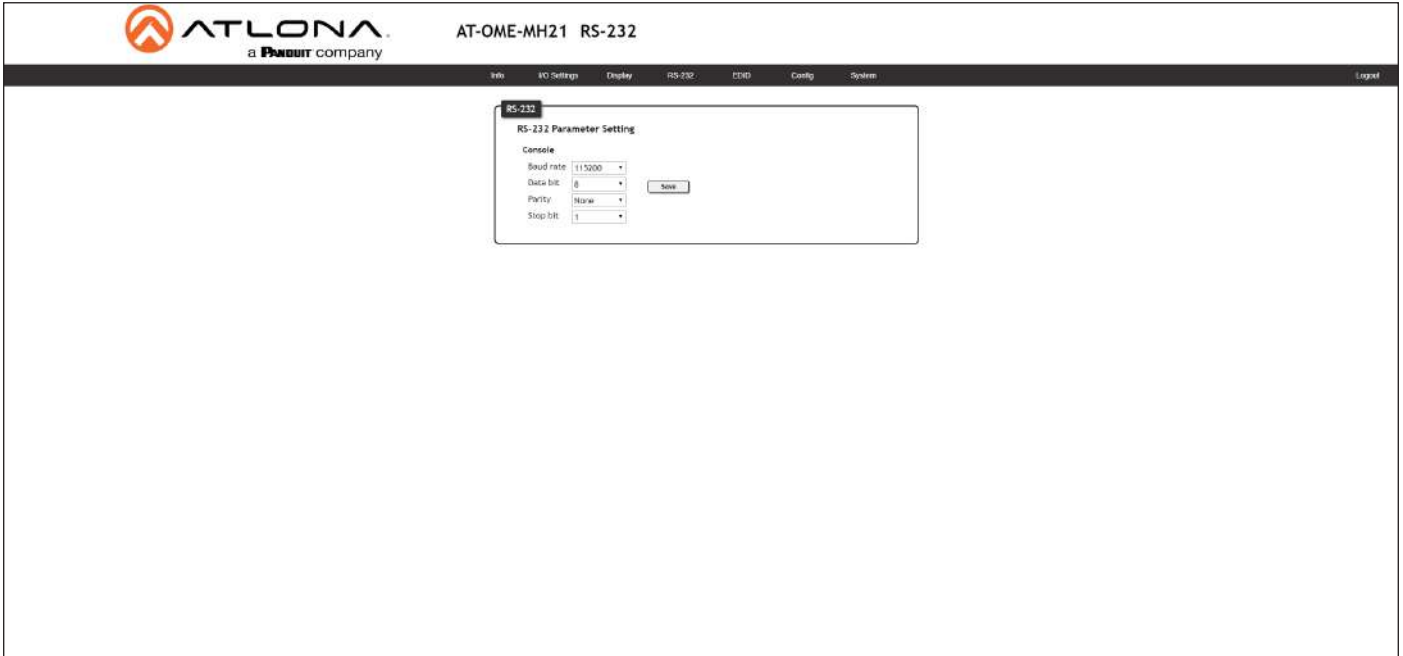 ATLONA.
a PANDUIT company
AT-OME-MH21 RS-232
Info I/O Settings Display RS-232 EDID Config System Logout
RS-232
RS-232 Parameter Setting
Console
Baud rate 115200
Data bit 8
Save
Parity None
Stop bit 1